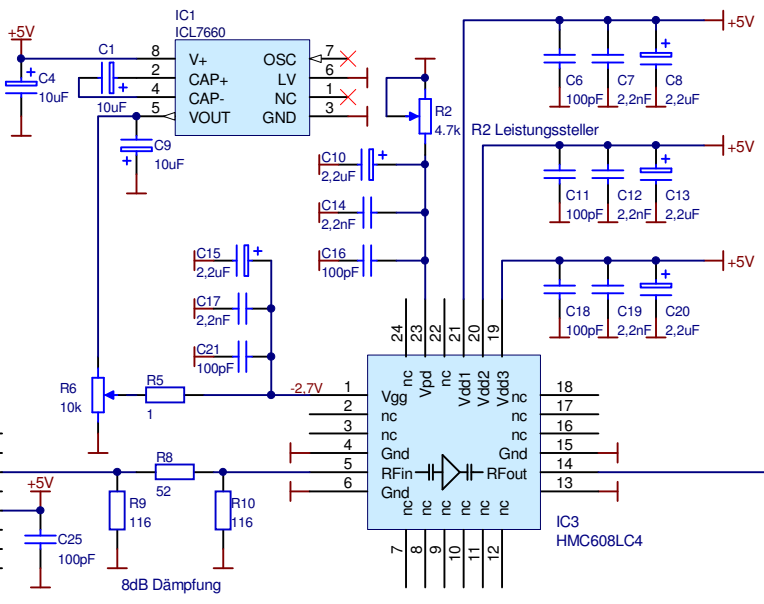 IC1
ICL7660
+5V
C1
10uF
C4
10uF
8
2
4
5
V+
CAP+
CAP-
VOUT
OSC
LV
NC
GND
7
6
1
3
C9
10uF
R2
4.7k
R2 Leistungssteller
+5V
C6
100pF
C7
2,2nF
C8
2,2uF
+5V
C11
100pF
C12
2,2nF
C13
2,2uF
+5V
C18
100pF
C19
2,2nF
C20
2,2uF
C10
2,2uF
C14
2,2nF
C16
100pF
C15
2,2uF
C17
2,2nF
C21
100pF
R6
10k
R5
1
-2,7V
24
23
22
21
20
19
nc
Vpd
nc
Vdd1
Vdd2
Vdd3
1
2
3
4
5
6
Vgg
nc
nc
Gnd
RFin
Gnd
nc
nc
nc
Gnd
RFout
Gnd
18
17
16
15
14
13
nc
nc
nc
nc
nc
nc
7
8
9
10
11
12
IC3
HMC608LC4
R8
52
R9
116
R10
116
+5V
C25
100pF
8dB Dämpfung